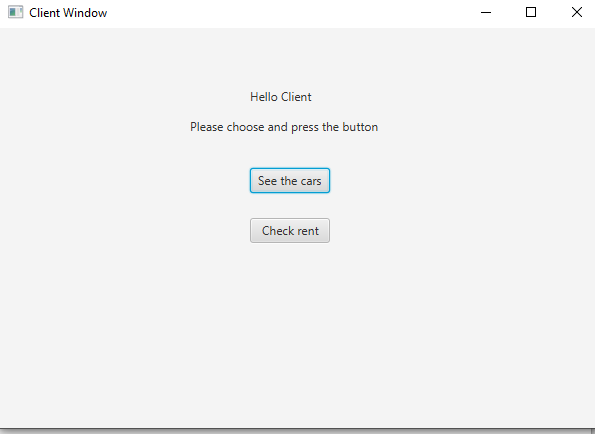 Client Window
Hello Client
Please choose and press the button
See the cars
Check rent